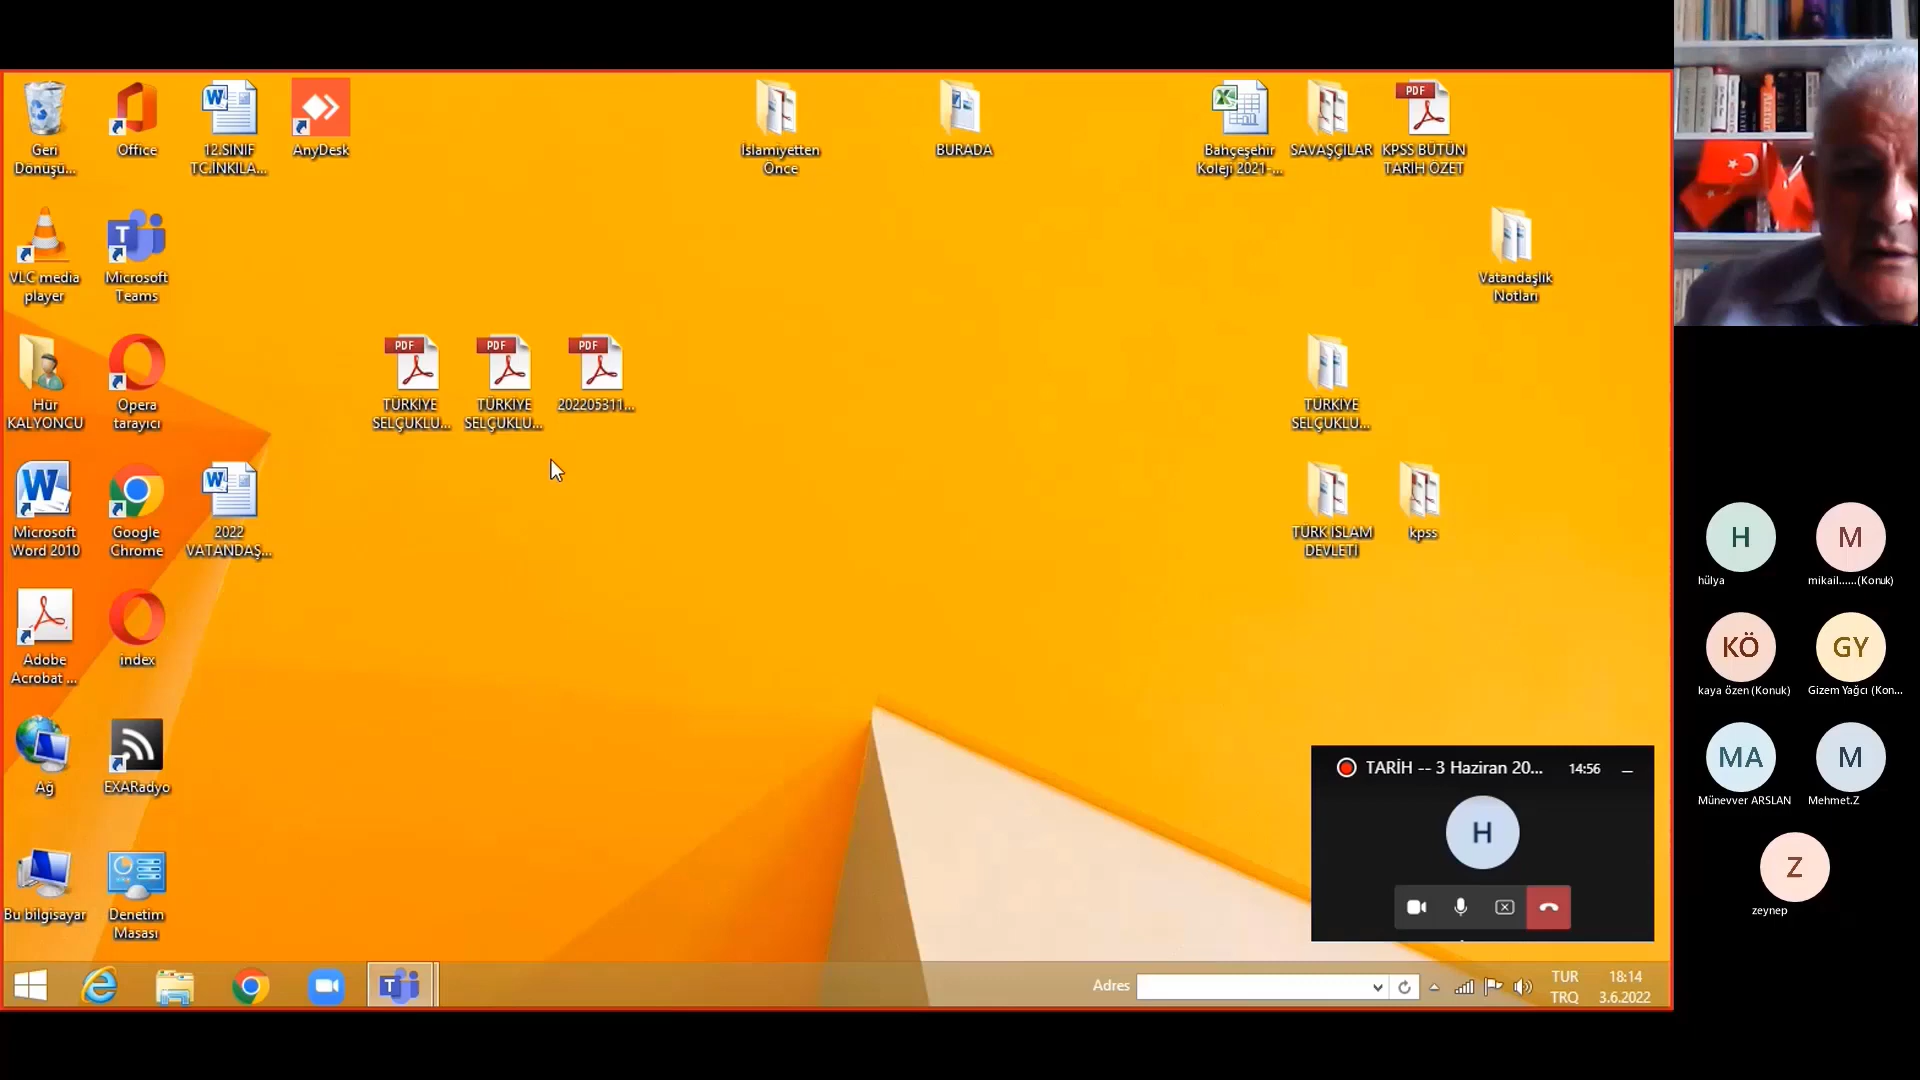 Geri
Dönüşü...
Office
12.SINIF
TC.İNKILA...
AnyDesk
İslamiyetten
Önce
BURADA
Bahçeşehir
Koleji 2021-...
SAVAŞÇILAR
PDF
KPSS BÜTÜN
TARİH ÖZET
VLC media
player
Microsoft
Teams
Vatandaşlık
Notları
Hür
KALYONCU
Opera
tarayıcı
PDF
TÜRKİYE
SELÇUKLU...
PDF
TÜRKİYE
SELÇUKLU...
PDF
202205311...
TÜRKİYE
SELÇUKLU...
Microsoft
Word 2010
Google
Chrome
2022
VATANDAŞ...
TÜRK İSLAM
DEVLETİ
kpss
Adobe
Acrobat ...
index
Ağ
EXARadyo
Bu bilgisayar
Denetim
Masası
TARİH -- 3 Haziran 20...
14:56
H
Adres
TUR
TRQ
18:14
3.6.2022
H
hülya
M
mikail......(Konuk)
KÖ
kaya özen (Konuk)
GY
Gizem Yağcı (Kon...
MA
Münevver ARSLAN
M
Mehmet.Z
Z
zeynep